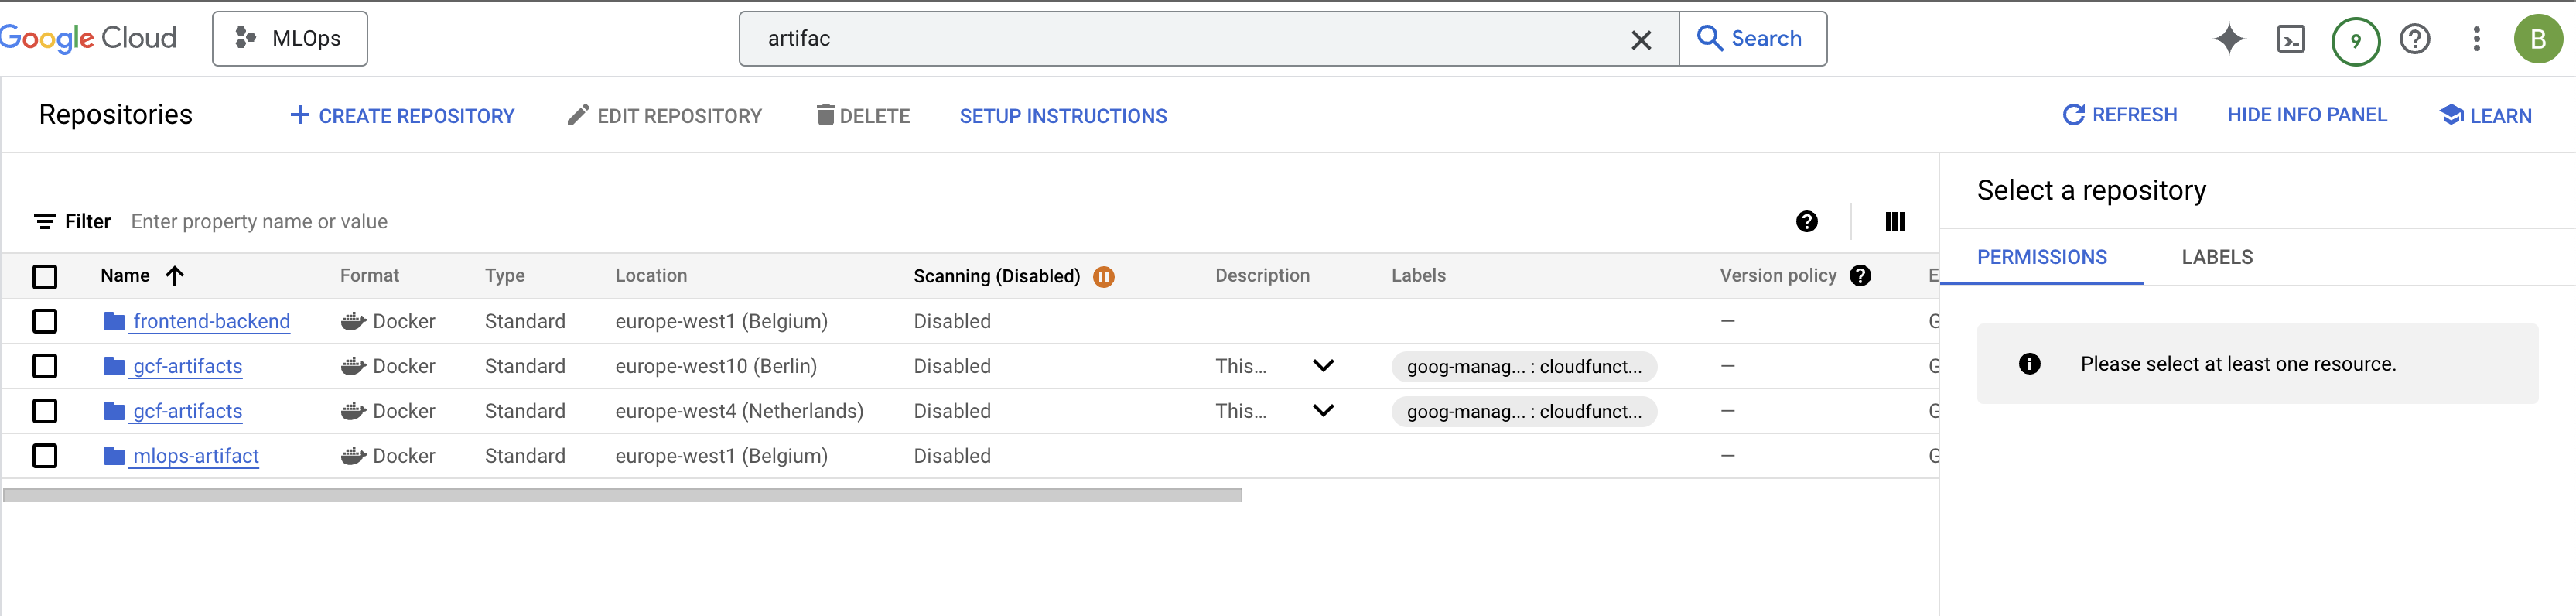 Google Cloud MLOps artifac Search 9 B
Repositories CREATE REPOSITORY EDIT REPOSITORY DELETE SETUP INSTRUCTIONS REFRESH HIDE INFO PANEL LEARN
Select a repository
Filter Enter property name or value
PERMISSIONS LABELS
Name Format Type Location Scanning (Disabled) Description Labels Version policy E
frontend-backend Docker Standard europe-west1 (Belgium) Disabled –
gcf-artifacts Docker Standard europe-west10 (Berlin) Disabled This... goog-manag... : cloudfunct... –
gcf-artifacts Docker Standard europe-west4 (Netherlands) Disabled This... goog-manag... : cloudfunct... –
mlops-artifact Docker Standard europe-west1 (Belgium) Disabled –
Please select at least one resource.